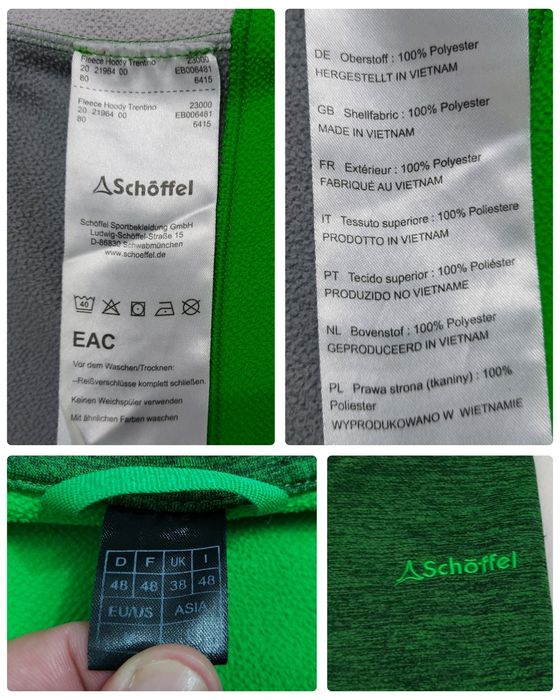 Fleece Hoody Trentino 23000
20 21964 00 EB006481
80 6415
Fleece Hoody Trentino 23000
20 21964 00 EB006481
80 6415
Schöffel
Schöffel Sportbekleidung GmbH
Ludwig-Schöffel-Straße 15
D-86830 Schwabmünchen
www.schoeffel.de
40
EAC
Vor dem Waschen/Trocknen:
--Reißverschlüsse komplett schließen.
Keinen Weichspüler verwenden
Mit ähnlichen Farben waschen
DE Oberstoff : 100% Polyester
HERGESTELLT IN VIETNAM
GB Shellfabric : 100% Polyester
MADE IN VIETNAM
FR Extérieur : 100% Polyester
FABRIQUÉ AU VIETNAM
IT Tessuto superiore : 100% Poliestere
PRODOTTO IN VIETNAM
PT Tecido superior : 100% Poliéster
PRODUZIDO NO VIETNAME
NL Bovenstof : 100% Polyester
GEPRODUCEERD IN VIETNAM
PL Prawa strona (tkaniny) : 100%
Poliester
WYPRODUKOWANO W WIETNAMIE
D F UK I
48 48 38 48
EU/US ASIA
Schöffel